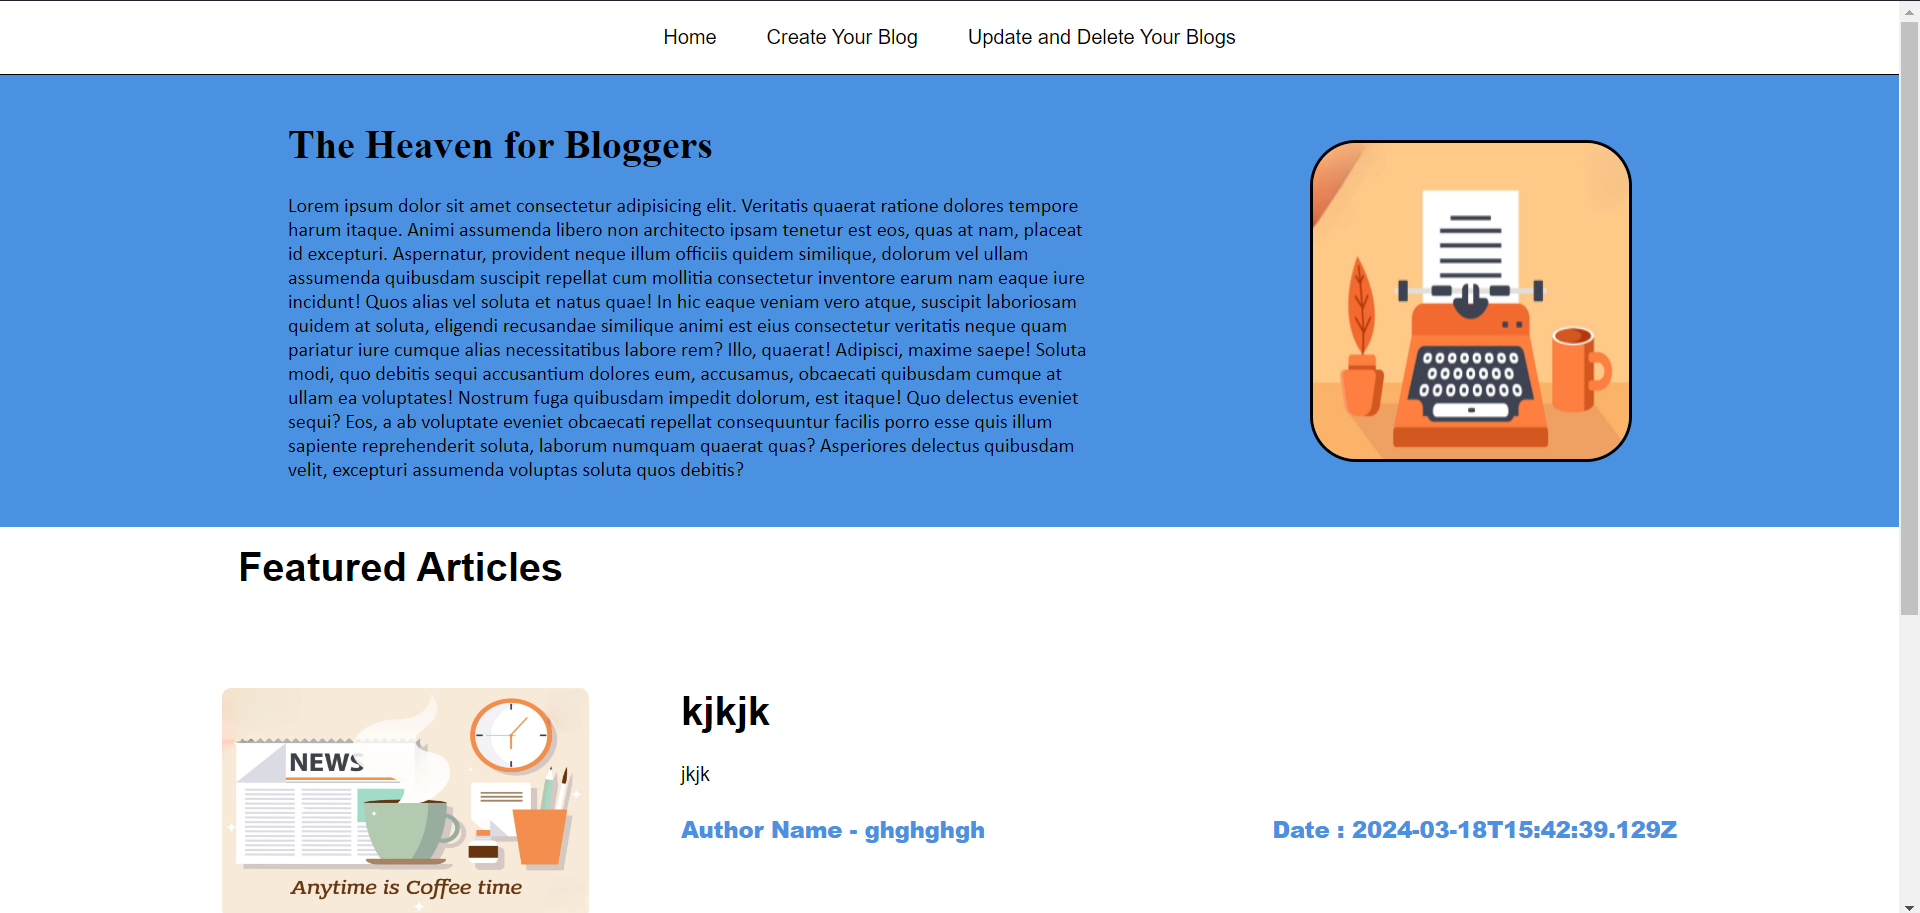 Home Create Your Blog Update and Delete Your Blogs
The Heaven for Bloggers
Lorem ipsum dolor sit amet consectetur adipisicing elit. Veritatis quaerat ratione dolores tempore
harum itaque. Animi assumenda libero non architecto ipsam tenetur est eos, quas at nam, placeat
id excepturi. Aspernatur, provident neque illum officiis quidem similique, dolorum vel ullam
assumenda quibusdam suscipit repellat cum mollitia consectetur inventore earum nam eaque iure
incidunt! Quos alias vel soluta et natus quae! In hic eaque veniam vero atque, suscipit laboriosam
quidem at soluta, eligendi recusandae similique animi est eius consectetur veritatis neque quam
pariatur iure cumque alias necessitatibus labore rem? Illo, quaerat! Adipisci, maxime saepe! Soluta
modi, quo debitis sequi accusantium dolores eum, accusamus, obcaecati quibusdam cumque at
ullam ea voluptates! Nostrum fuga quibusdam impedit dolorum, est itaque! Quo delectus eveniet
sequi? Eos, a ab voluptate eveniet obcaecati repellat consequuntur facilis porro esse quis illum
sapiente reprehenderit soluta, laborum numquam quaerat quas? Asperiores delectus quibusdam
velit, excepturi assumenda voluptas soluta quos debitis?
Featured Articles
NEWS
Anytime is Coffee time
kjkjk
jkjk
Author Name - ghghghgh Date : 2024-03-18T15:42:39.129Z